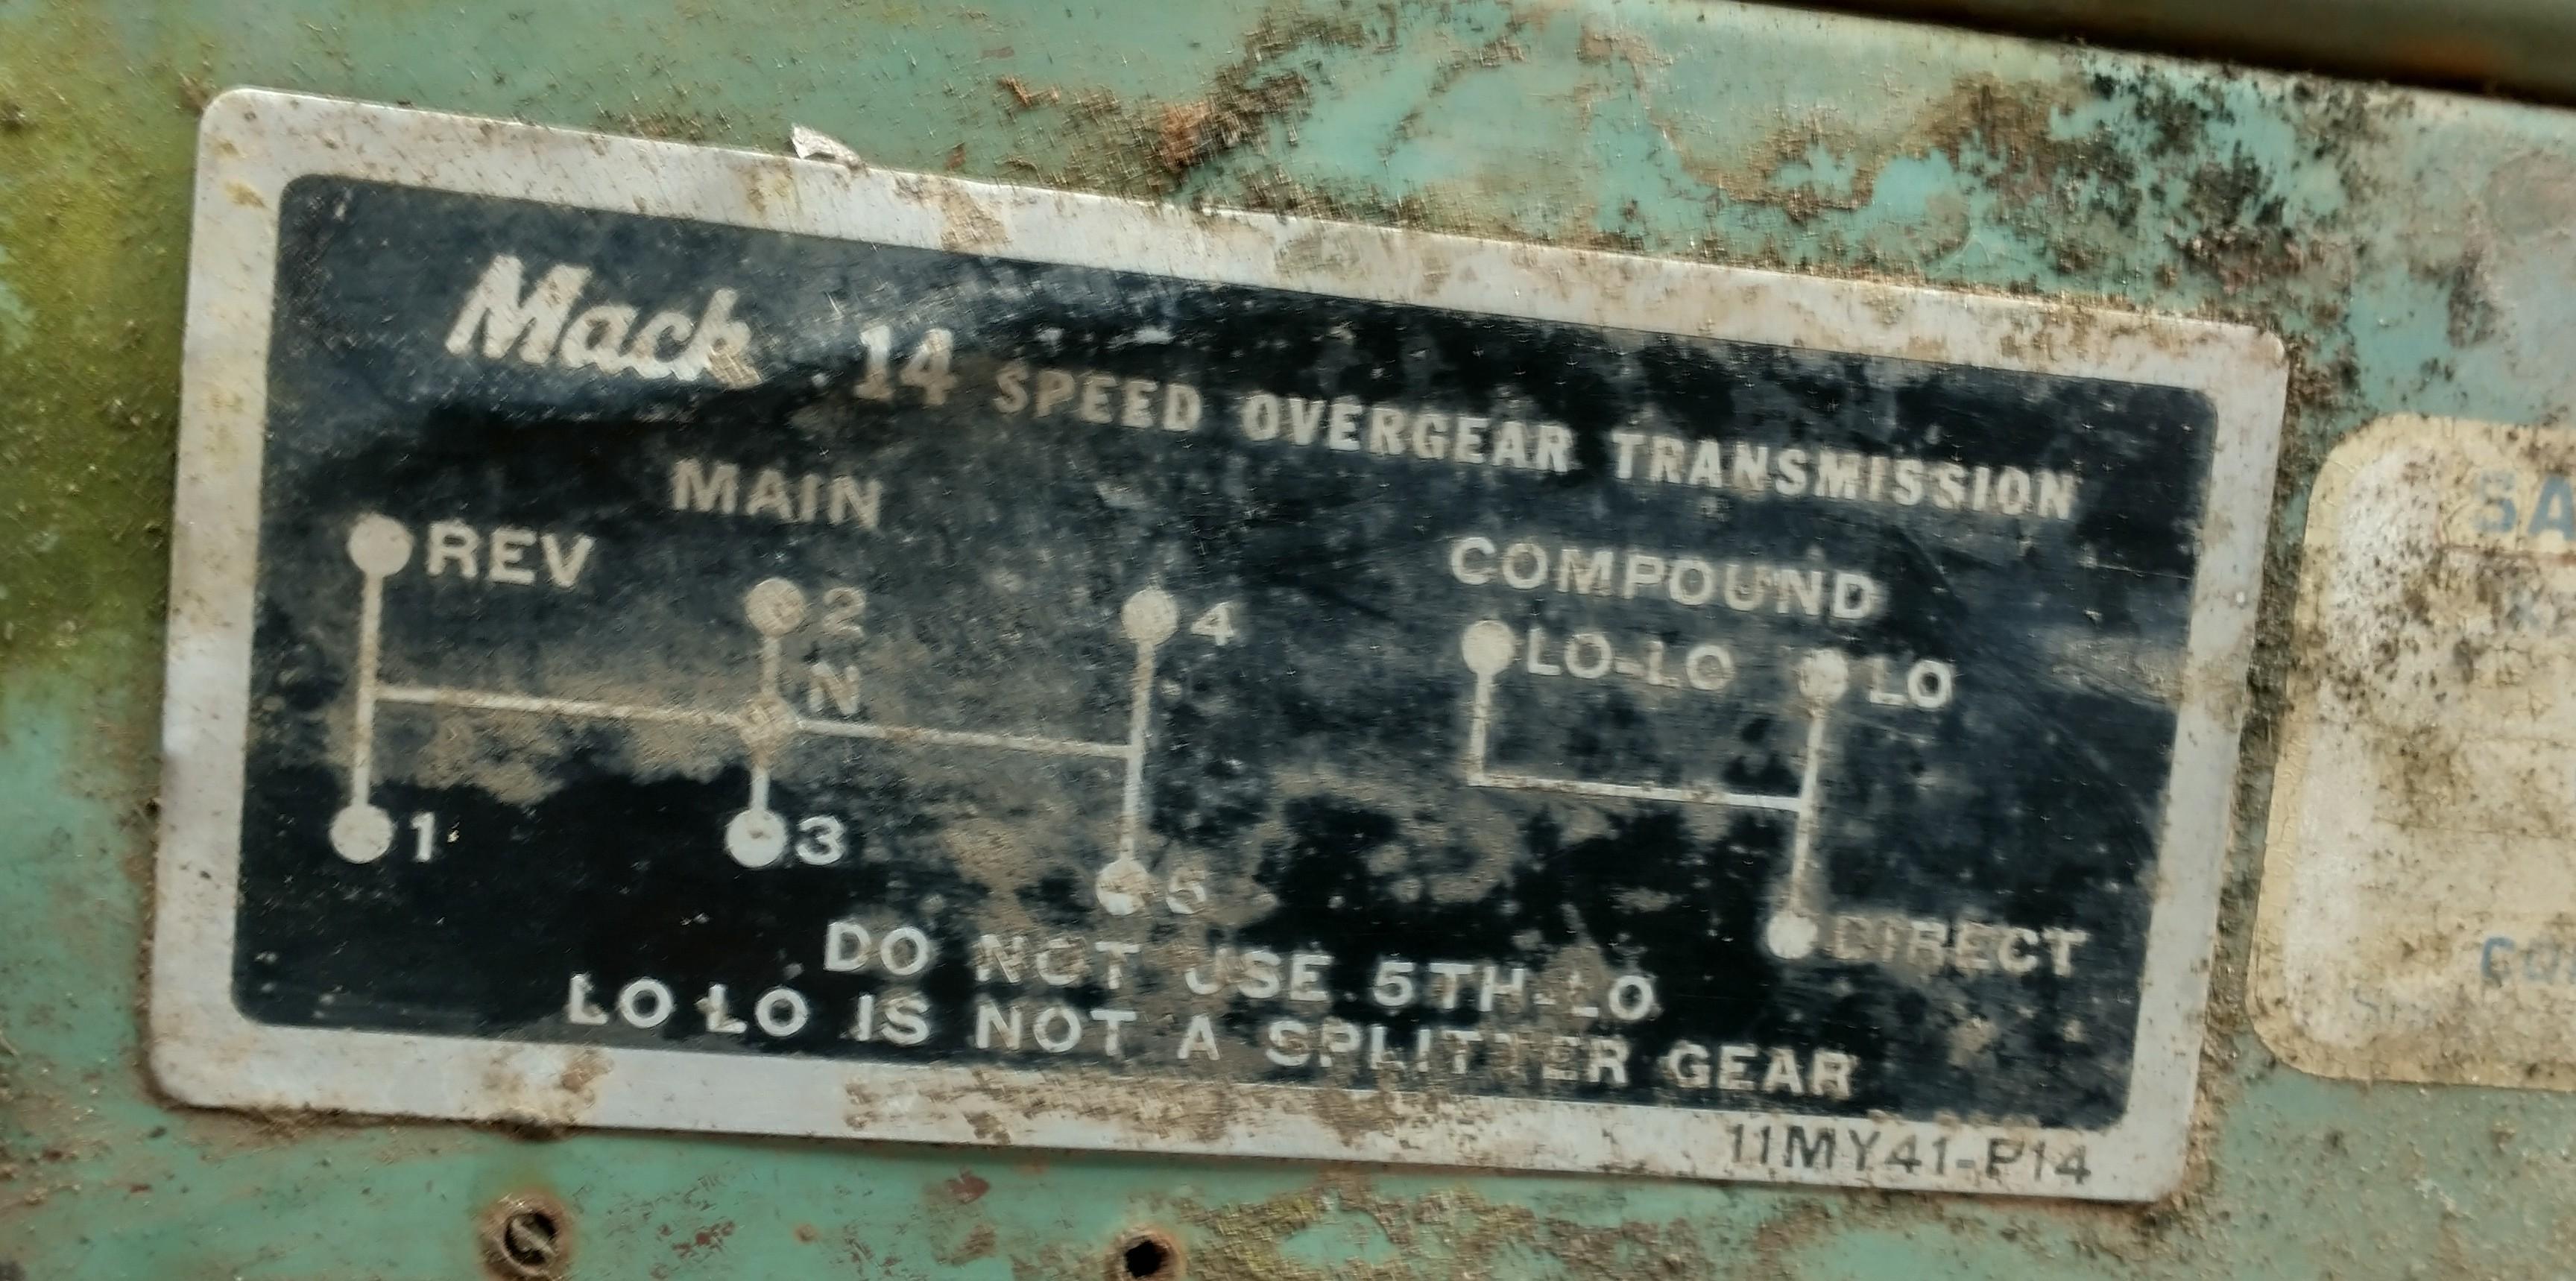 Mack 14 SPEED OVERGEAR TRANSMISSION
MAIN
COMPOUND
REV
2
4
LO-LO
LO
N
1
3
5
DIRECT
DO NOT USE 5TH-LO
LO-LO IS NOT A SPLITTER GEAR
11MY41-P14
SA